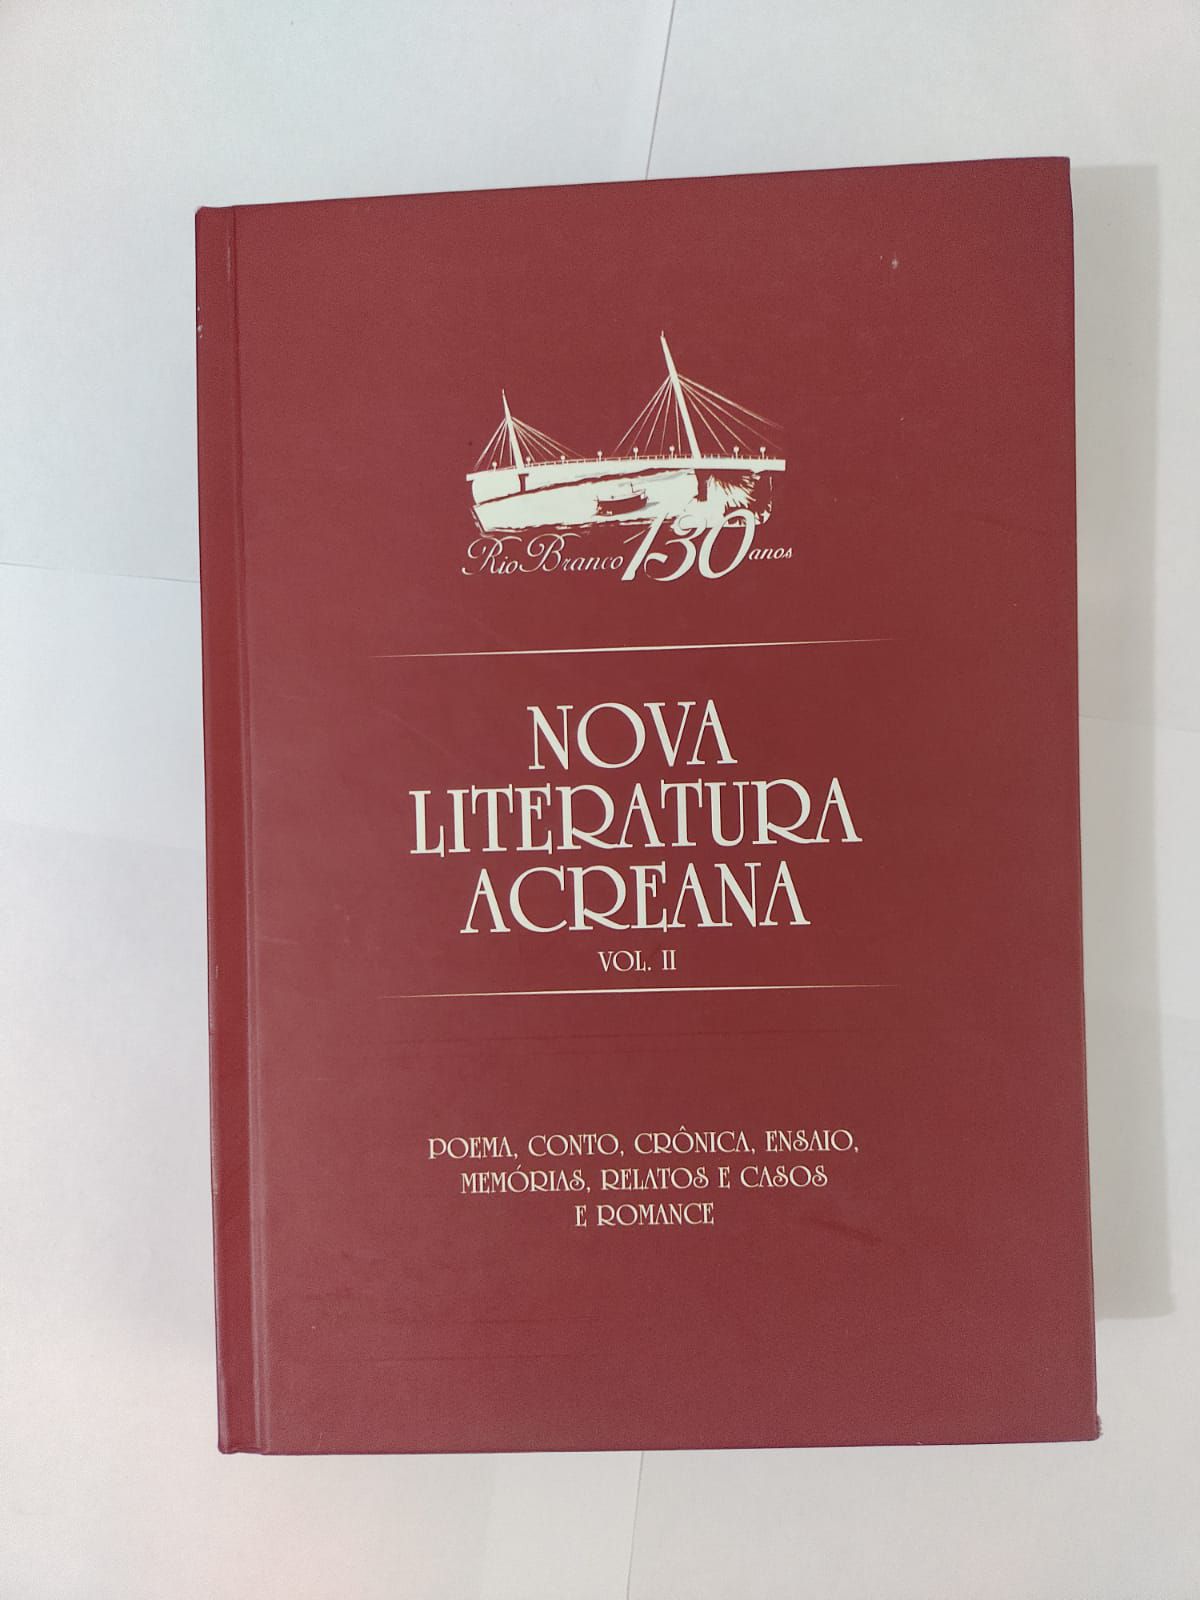 Rio Branco 130 anos
NOVA
LITERATURA
ACREANA
VOL. II
POEMA, CONTO, CRÔNICA, ENSAIO,
MEMÓRIAS, RELATOS E CASOS
E ROMANCE